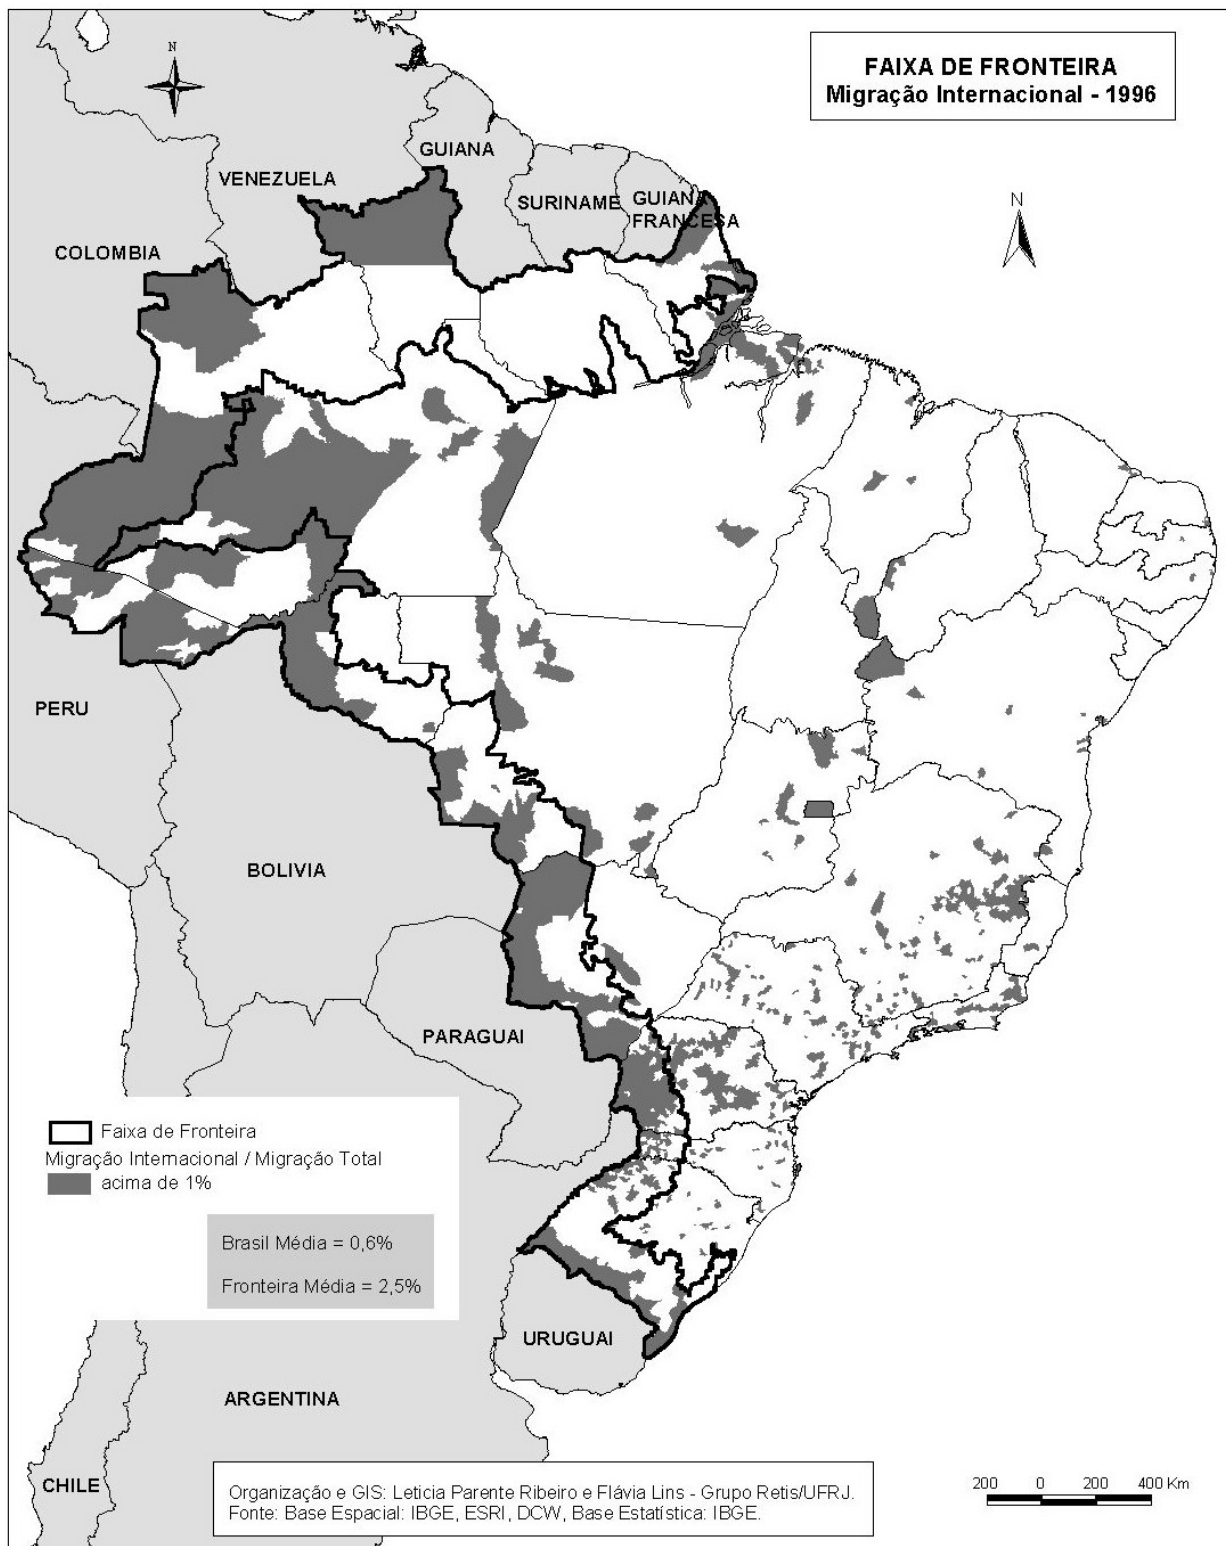 FAIXA DE FRONTEIRA
Migração Internacional - 1996
N
N
GUIANA
VENEZUELA
SURINAME
GUIANA
FRANCESA
COLOMBIA
PERU
BOLIVIA
PARAGUAI
Faixa de Fronteira
Migração Internacional / Migração Total
acima de 1%
Brasil Média = 0,6%
Fronteira Média = 2,5%
URUGUAI
ARGENTINA
CHILE
Organização e GIS: Leticia Parente Ribeiro e Flávia Lins - Grupo Retis/UFRJ.
Fonte: Base Espacial: IBGE, ESRI, DCW, Base Estatística: IBGE.
200 0 200 400 Km